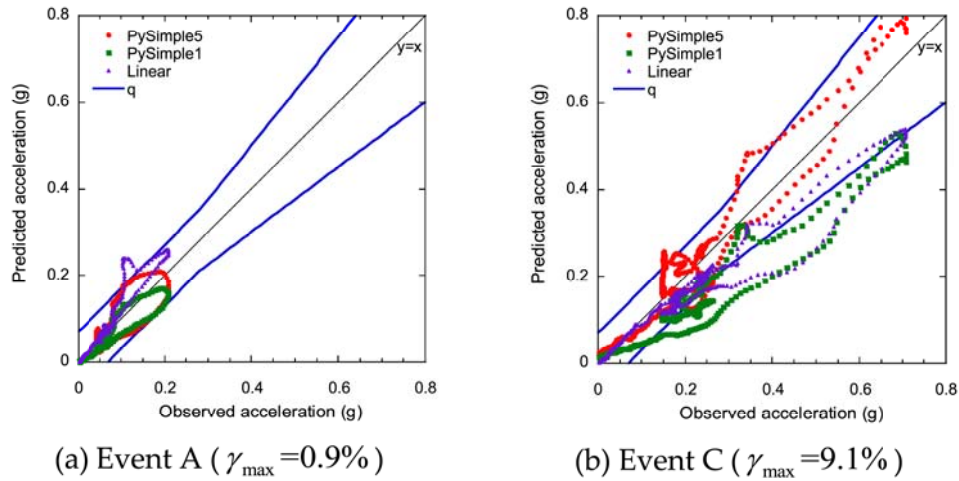 0.8
PySimple5
PySimple1
Linear
q
y=x
0.6
0.4
0.2
0
Predicted acceleration (g)
0 0.2 0.4 0.6 0.8
Observed acceleration (g)
(a) Event A ( γmax =0.9%)
0.8
PySimple5
PySimple1
Linear
q
y=x
0.6
0.4
0.2
0
Predicted acceleration (g)
0 0.2 0.4 0.6 0.8
Observed acceleration (g)
(b) Event C ( γmax =9.1%)